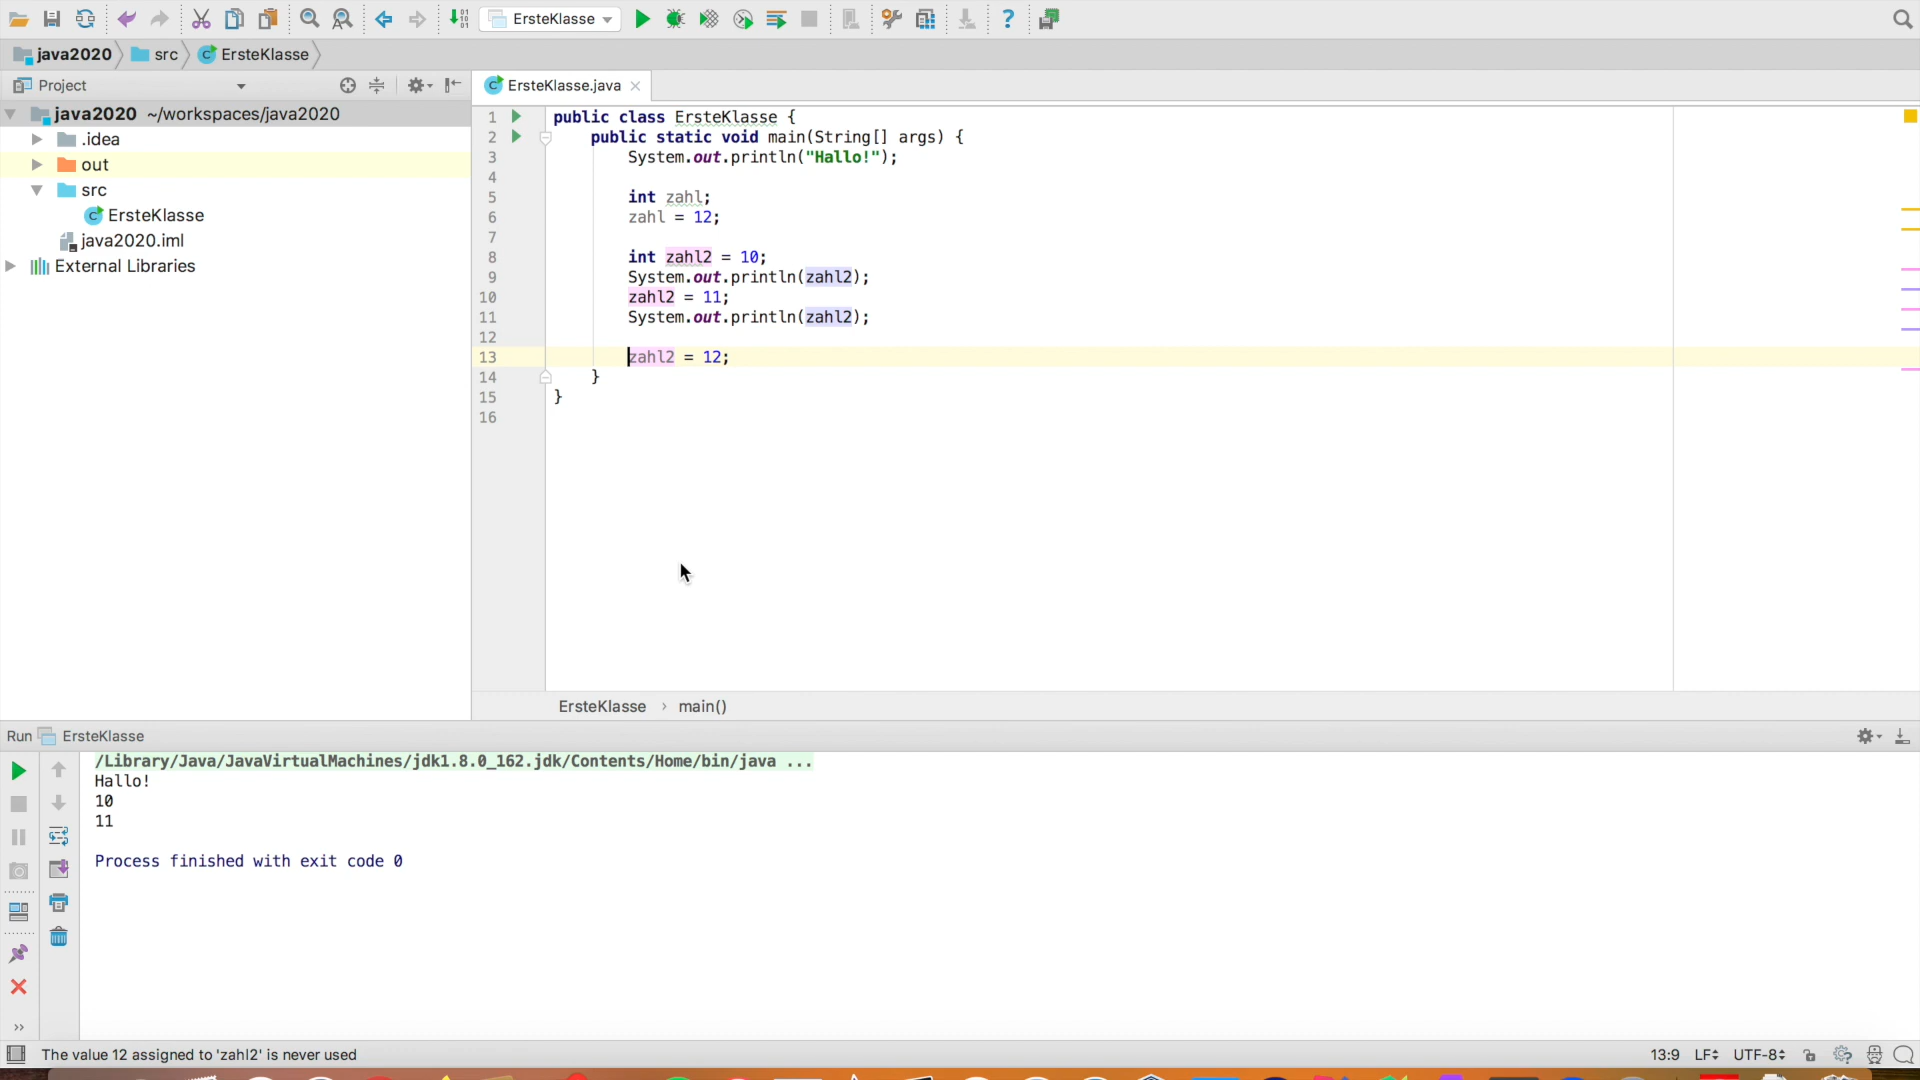 ErsteKlasse
java2020 src ErsteKlasse
Project
ErsteKlasse.java
java2020 ~/workspaces/java2020
.idea
out
src
ErsteKlasse
java2020.iml
External Libraries
1 public class ErsteKlasse {
2 public static void main(String[] args) {
3 System.out.println("Hallo!");
4
5 int zahl;
6 zahl = 12;
7
8 int zahl2 = 10;
9 System.out.println(zahl2);
10 zahl2 = 11;
11 System.out.println(zahl2);
12
13 zahl2 = 12;
14 }
15 }
16
ErsteKlasse › main()
Run ErsteKlasse
/Library/Java/JavaVirtualMachines/jdk1.8.0_162.jdk/Contents/Home/bin/java ...
Hallo!
10
11
Process finished with exit code 0
The value 12 assigned to 'zahl2' is never used
13:9 LF UTF-8